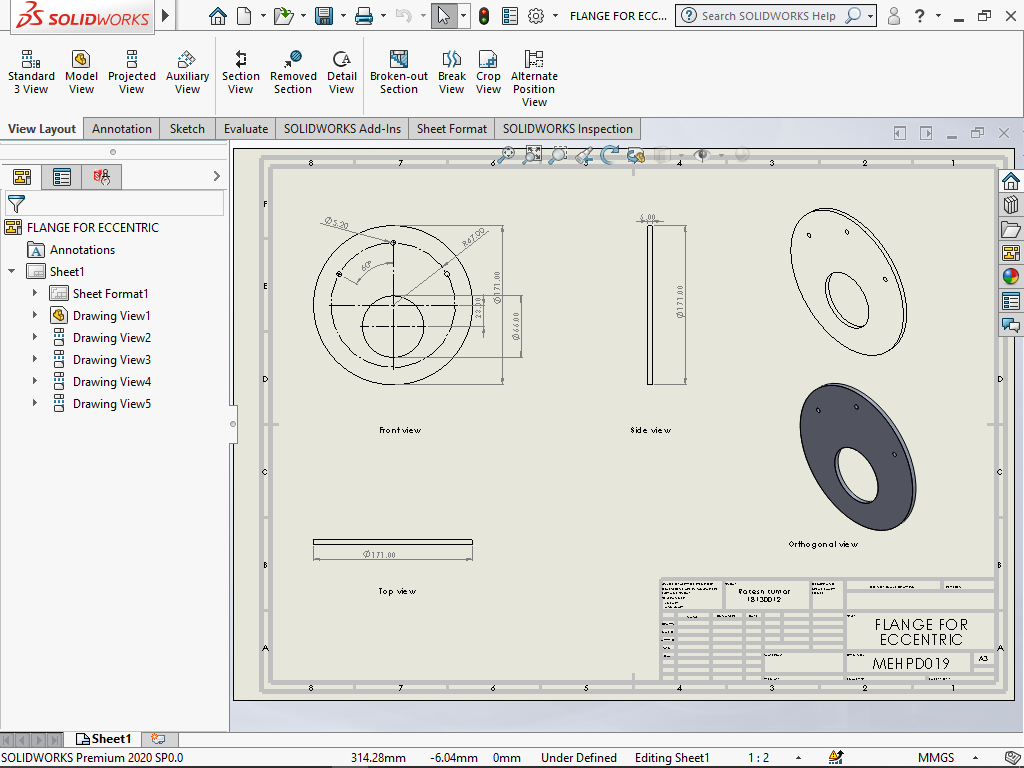 SOLIDWORKS
FLANGE FOR ECC...
Search SOLIDWORKS Help
Standard 3 View
Model View
Projected View
Auxiliary View
Section View
Removed Section
Detail View
Broken-out Section
Break View
Crop View
Alternate Position View
View Layout
Annotation
Sketch
Evaluate
SOLIDWORKS Add-Ins
Sheet Format
SOLIDWORKS Inspection
FLANGE FOR ECCENTRIC
Annotations
Sheet1
Sheet Format1
Drawing View1
Drawing View2
Drawing View3
Drawing View4
Drawing View5
8 7 6 5 4 3 2 1
F
E
D
C
B
A
Ø5.20
60°
R67.00
Ø171.00
23.00
Ø66.00
Front view
5.00
Ø171.00
Side view
Ø171.00
Top view
Orthogonal view
18130012
FLANGE FOR
ECCENTRIC
MEHPD019
A3
8 7 6 5 4 3 2 1
F
E
D
C
B
A
Sheet1
SOLIDWORKS Premium 2020 SP0.0
314.28mm
-6.04mm
0mm
Under Defined
Editing Sheet1
1 : 2
MMGS